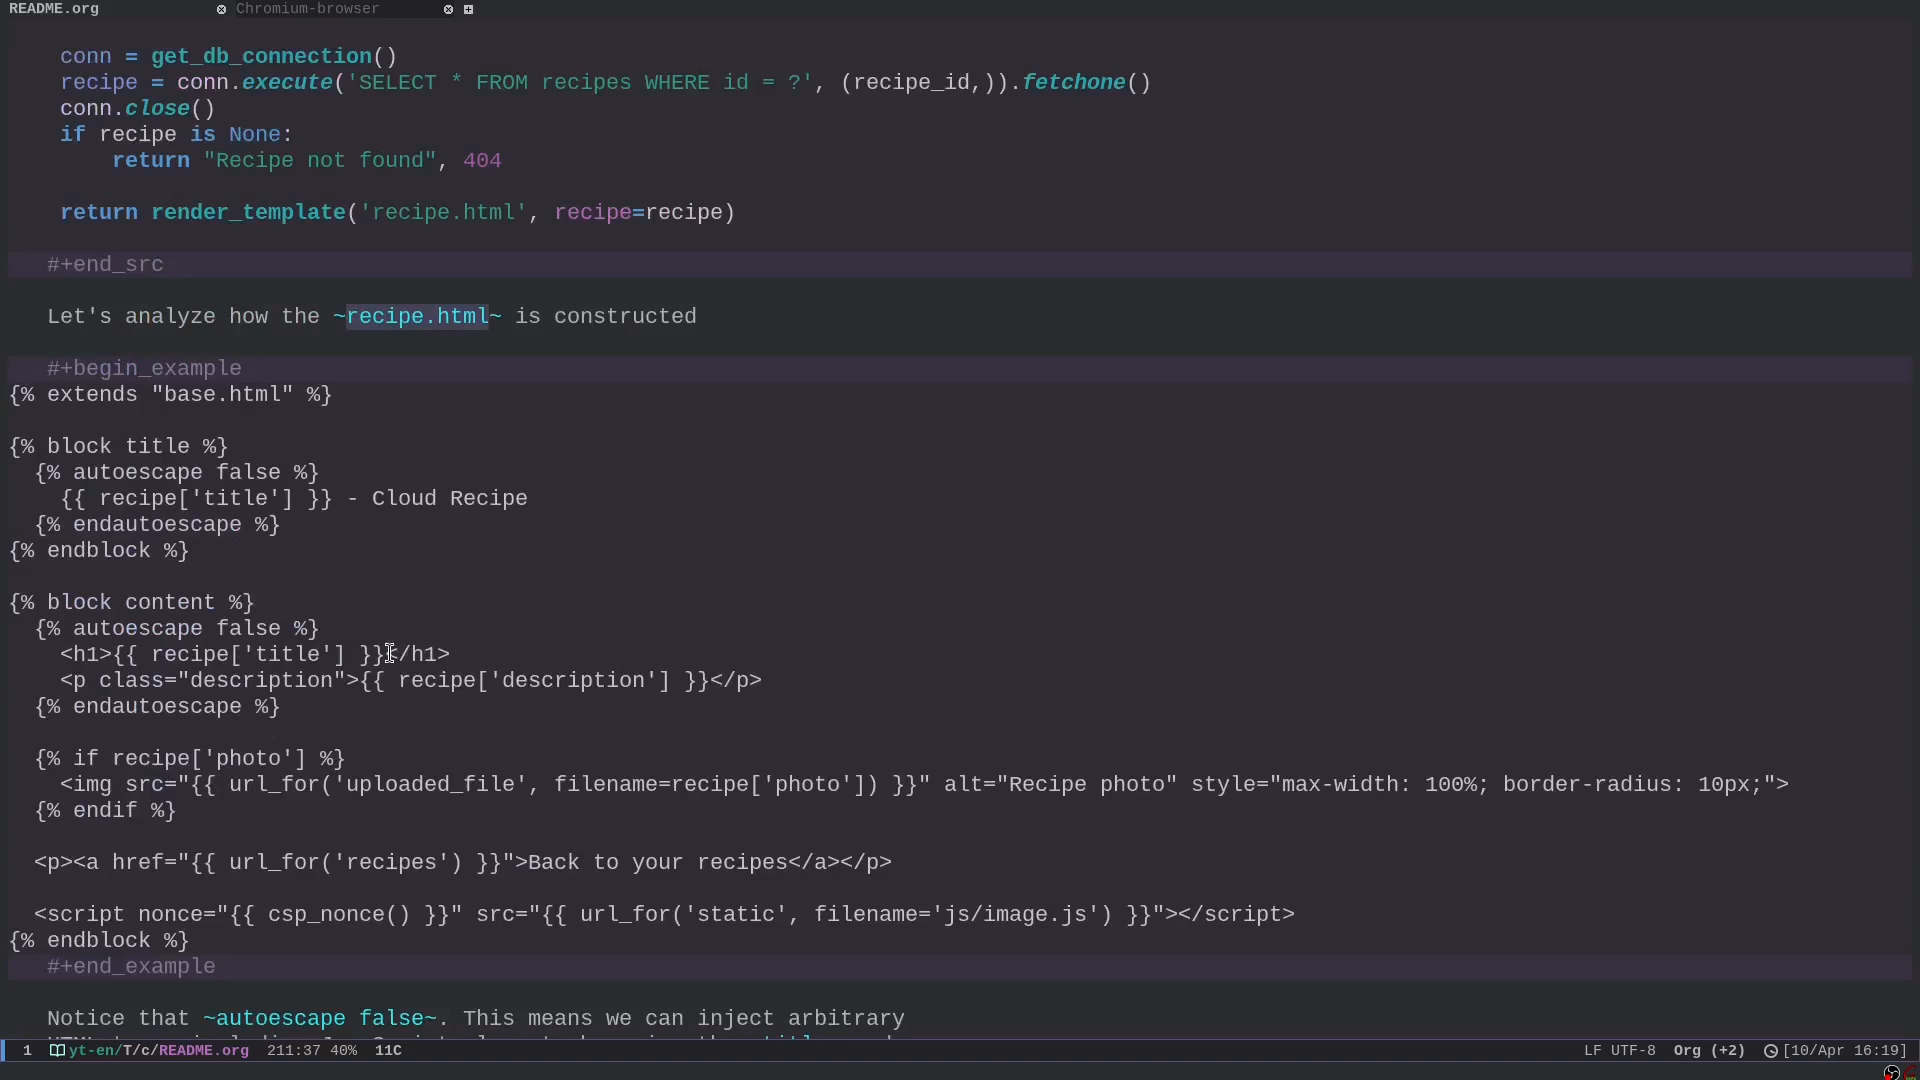 README.org Chromium-browser
conn = get_db_connection()
recipe = conn.execute('SELECT * FROM recipes WHERE id = ?', (recipe_id,)).fetchone()
conn.close()
if recipe is None:
return "Recipe not found", 404
return render_template('recipe.html', recipe=recipe)
#+end_src
Let's analyze how the ~recipe.html~ is constructed
#+begin_example
{% extends "base.html" %}
{% block title %}
{% autoescape false %}
{{ recipe['title'] }} - Cloud Recipe
{% endautoescape %}
{% endblock %}
{% block content %}
{% autoescape false %}
<h1>{{ recipe['title'] }}</h1>
<p class="description">{{ recipe['description'] }}</p>
{% endautoescape %}
{% if recipe['photo'] %}
<img src="{{ url_for('uploaded_file', filename=recipe['photo']) }}" alt="Recipe photo" style="max-width: 100%; border-radius: 10px;">
{% endif %}
<p><a href="{{ url_for('recipes') }}">Back to your recipes</a></p>
<script nonce="{{ csp_nonce() }}" src="{{ url_for('static', filename='js/image.js') }}"></script>
{% endblock %}
#+end_example
Notice that ~autoescape false~. This means we can inject arbitrary
1 yt-en/T/c/README.org 211:37 40% 11C LF UTF-8 Org (+2) [10/Apr 16:19]